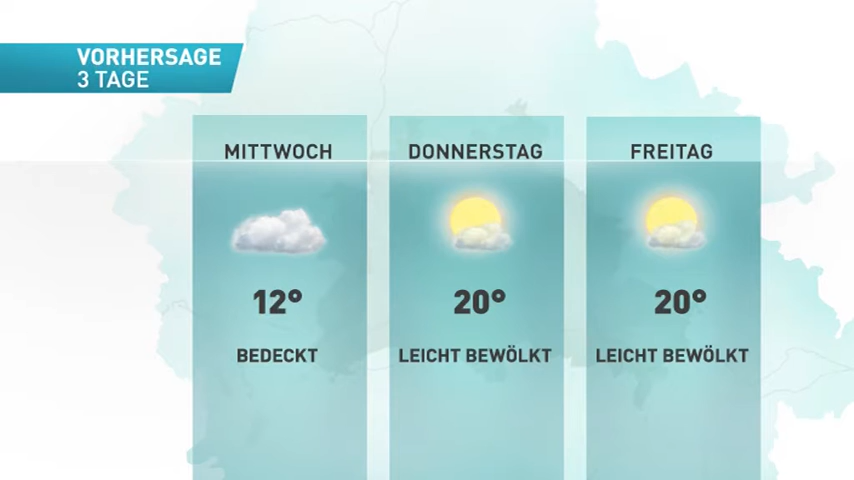 VORHERSAGE
3 TAGE
MITTWOCH
12°
BEDECKT
DONNERSTAG
20°
LEICHT BEWÖLKT
FREITAG
20°
LEICHT BEWÖLKT